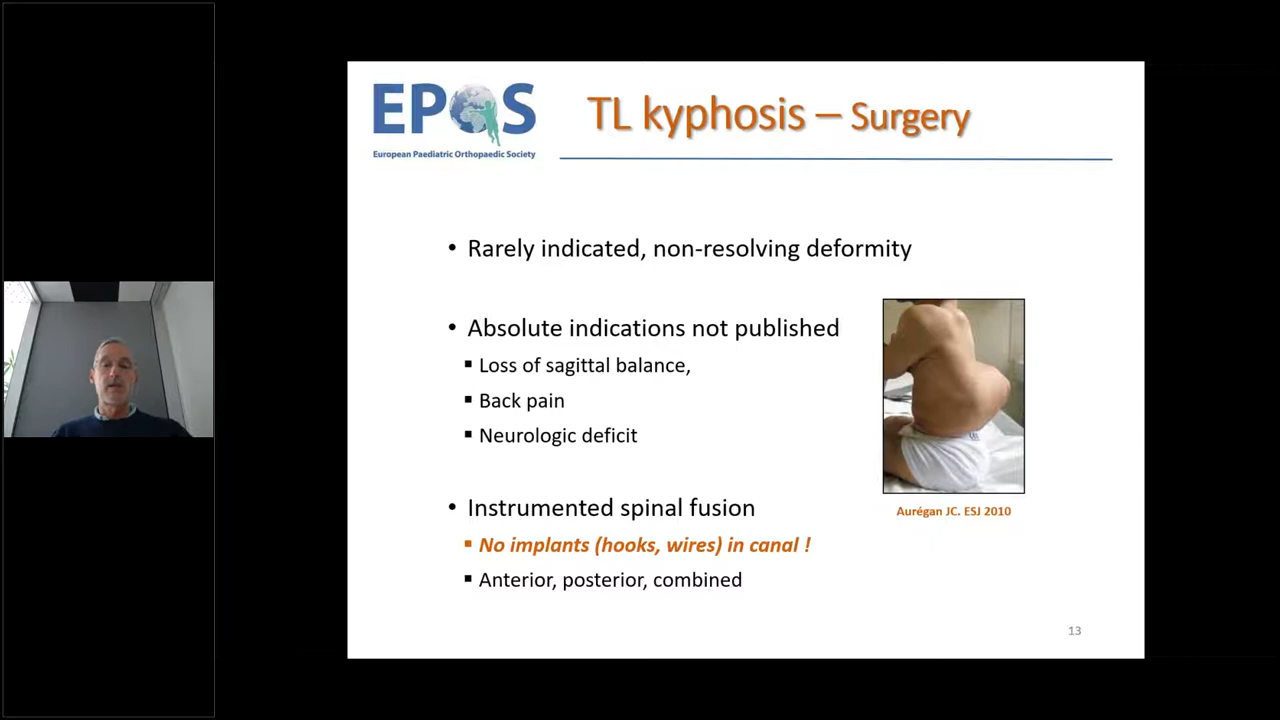 EPOS
European Paediatric Orthopaedic Society
TL kyphosis – Surgery
• Rarely indicated, non-resolving deformity
• Absolute indications not published
▪ Loss of sagittal balance,
▪ Back pain
▪ Neurologic deficit
Aurégan JC. ESJ 2010
• Instrumented spinal fusion
▪ No implants (hooks, wires) in canal !
▪ Anterior, posterior, combined
13